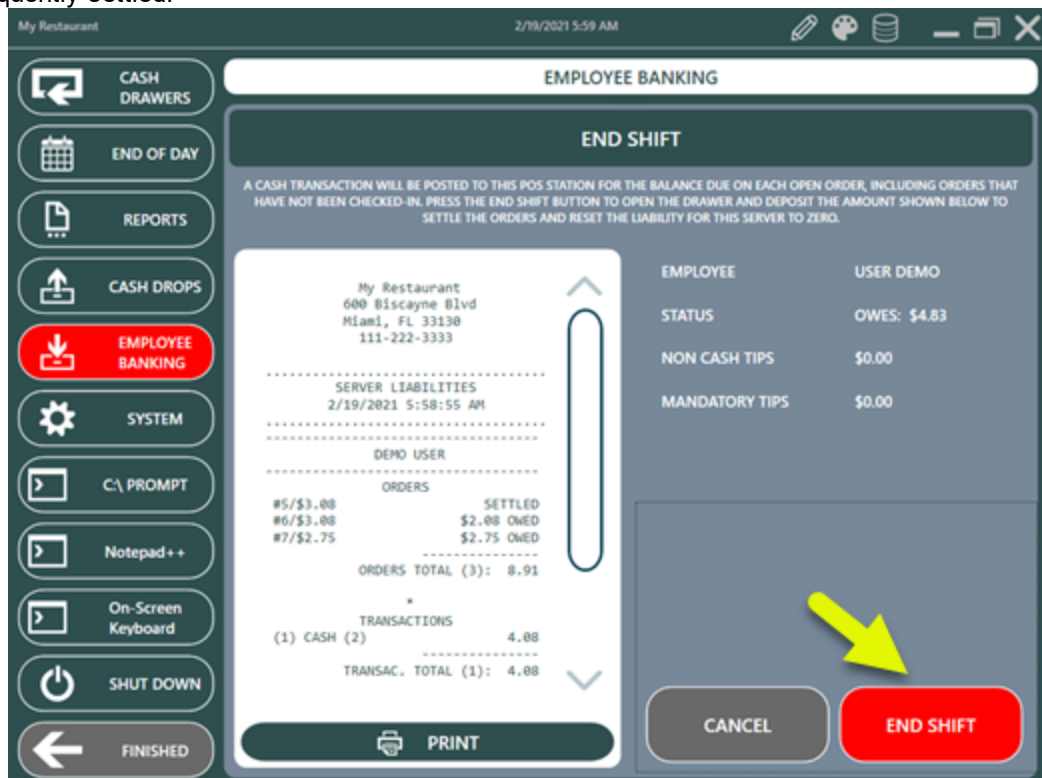 quently settled.
My Restaurant
2/19/2021 5:59 AM
CASH
DRAWERS
END OF DAY
REPORTS
CASH DROPS
EMPLOYEE
BANKING
SYSTEM
C:\ PROMPT
Notepad++
On-Screen
Keyboard
SHUT DOWN
FINISHED
EMPLOYEE BANKING
END SHIFT
A CASH TRANSACTION WILL BE POSTED TO THIS POS STATION FOR THE BALANCE DUE ON EACH OPEN ORDER, INCLUDING ORDERS THAT
HAVE NOT BEEN CHECKED-IN. PRESS THE END SHIFT BUTTON TO OPEN THE DRAWER AND DEPOSIT THE AMOUNT SHOWN BELOW TO
SETTLE THE ORDERS AND RESET THE LIABILITY FOR THIS SERVER TO ZERO.
My Restaurant
600 Biscayne Blvd
Miami, FL 33130
111-222-3333
....................................
SERVER LIABILITIES
2/19/2021 5:58:55 AM
....................................
------------------------------------
DEMO USER
------------------------------------
ORDERS
#5/$3.08 SETTLED
#6/$3.08 $2.08 OWED
#7/$2.75 $2.75 OWED
---------------
ORDERS TOTAL (3): 8.91
*
TRANSACTIONS
(1) CASH (2) 4.08
---------------
TRANSAC. TOTAL (1): 4.08
PRINT
EMPLOYEE USER DEMO
STATUS OWES: $4.83
NON CASH TIPS $0.00
MANDATORY TIPS $0.00
CANCEL
END SHIFT